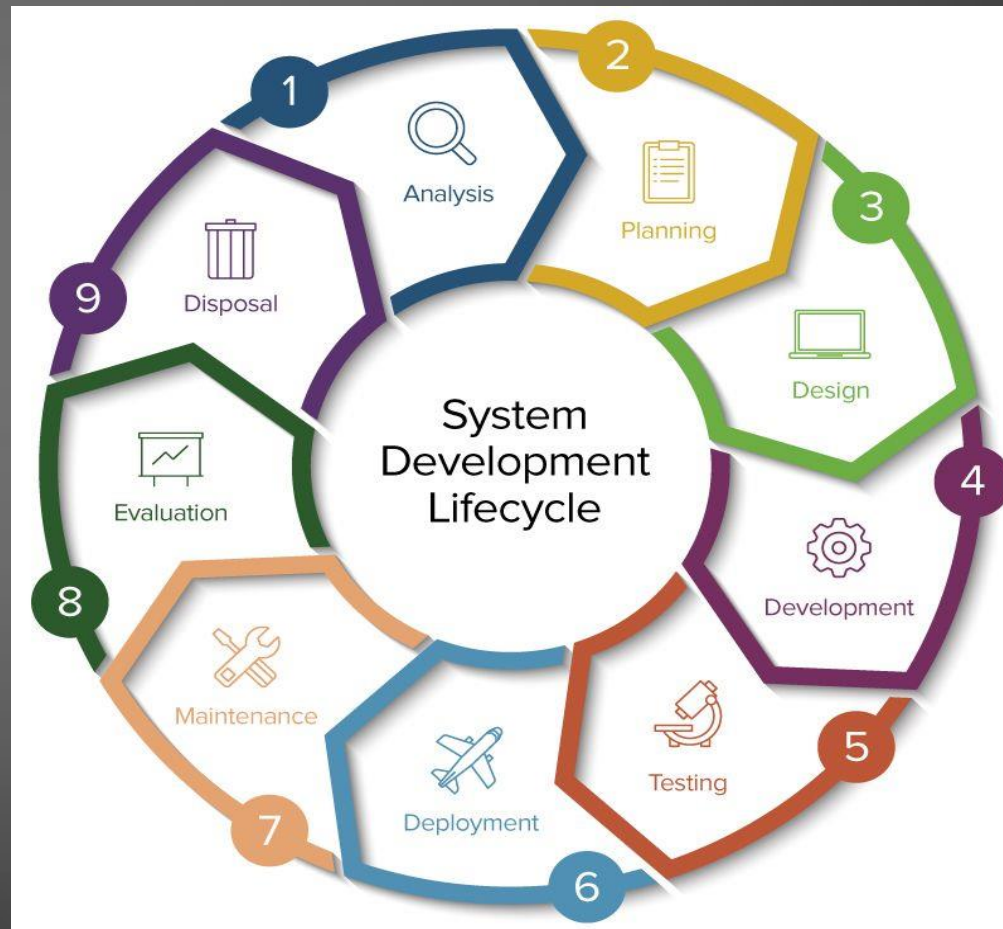 System
Development
Lifecycle
1
Analysis
2
Planning
3
Design
4
Development
5
Testing
6
Deployment
7
Maintenance
8
Evaluation
9
Disposal